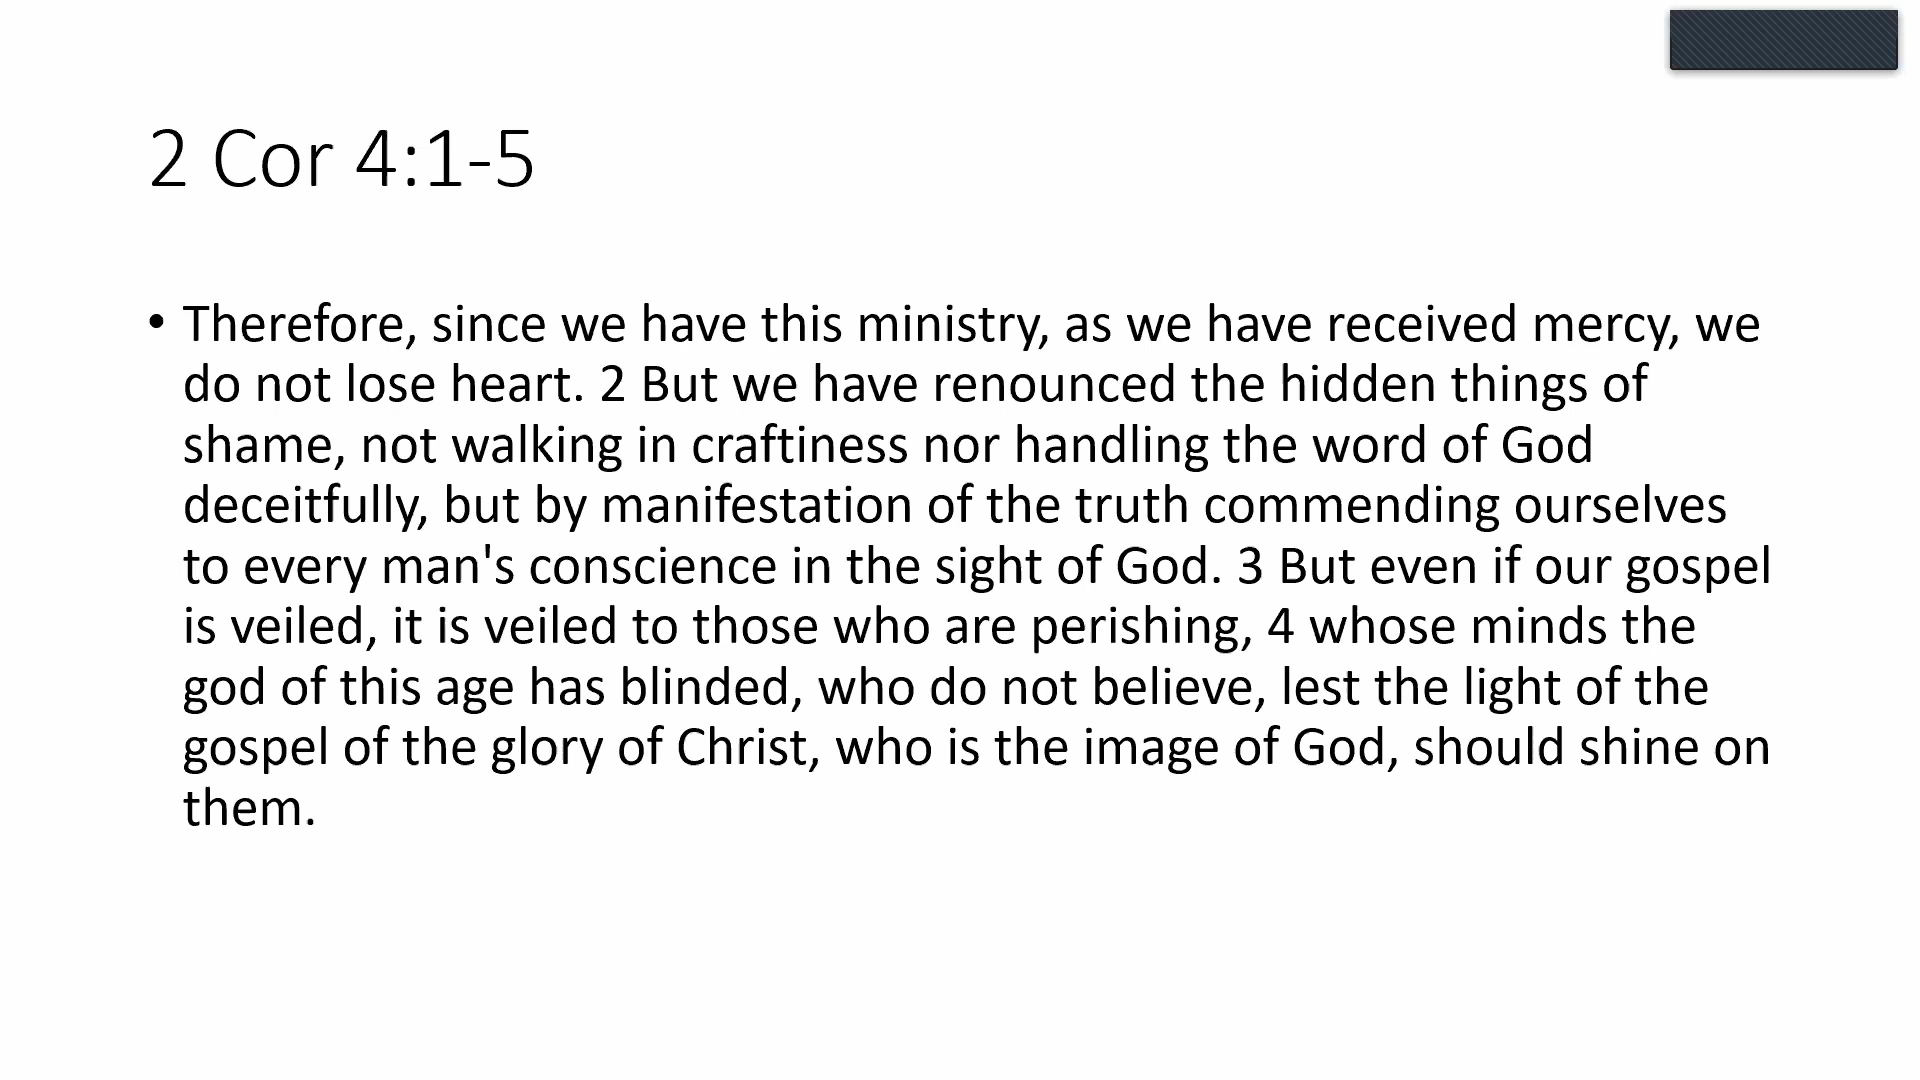 2 Cor 4:1-5
• Therefore, since we have this ministry, as we have received mercy, we
do not lose heart. 2 But we have renounced the hidden things of
shame, not walking in craftiness nor handling the word of God
deceitfully, but by manifestation of the truth commending ourselves
to every man's conscience in the sight of God. 3 But even if our gospel
is veiled, it is veiled to those who are perishing, 4 whose minds the
god of this age has blinded, who do not believe, lest the light of the
gospel of the glory of Christ, who is the image of God, should shine on
them.